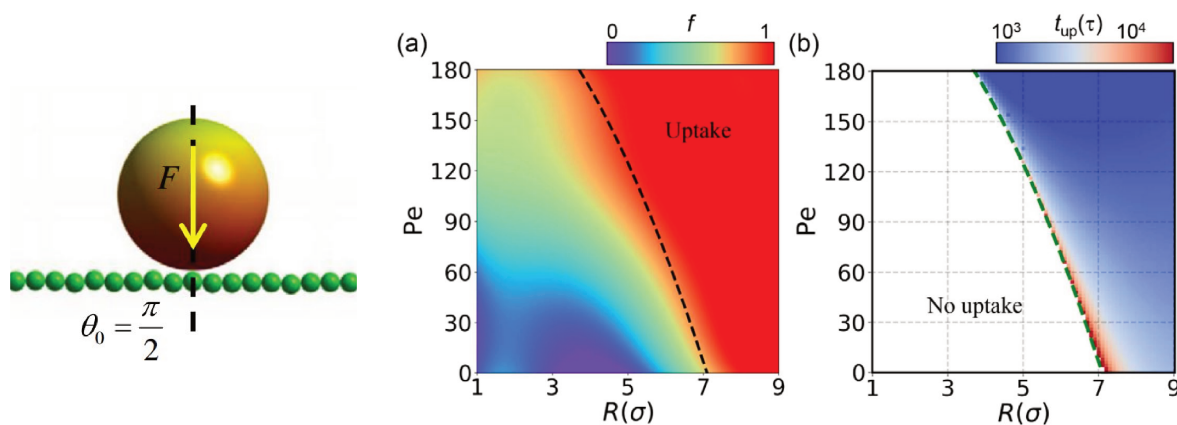 F
θ₀ = π/2
(a)
0 f 1
Pe
180
150
120
90
60
30
0
Uptake
1 3 5 7 9
R(σ)
(b)
10³ t_up(τ) 10⁴
Pe
180
150
120
90
60
30
0
No uptake
1 3 5 7 9
R(σ)